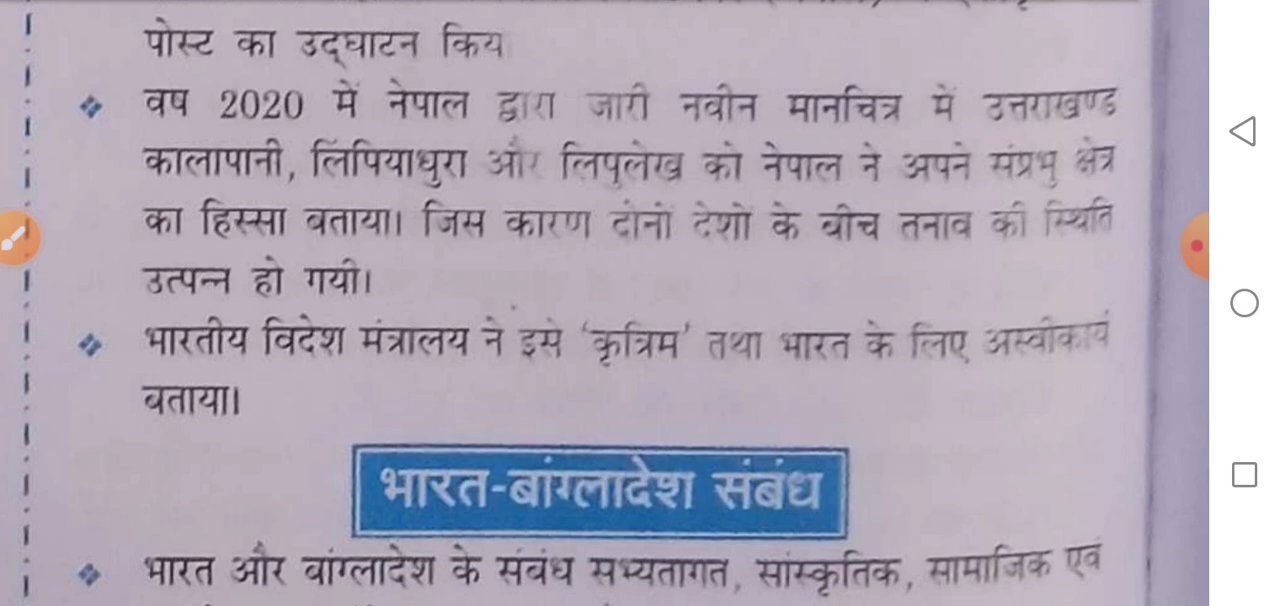 पोस्ट का उद्घाटन किय
वष 2020 में नेपाल द्वारा जारी नवीन मानचित्र में उत्तराखण्ड
कालापानी, लिंपियाधुरा और लिपुलेख को नेपाल ने अपने संप्रभु क्षेत्र
का हिस्सा बताया। जिस कारण दोनों देशों के बीच तनाव की स्थिति
उत्पन्न हो गयी।
भारतीय विदेश मंत्रालय ने इसे 'कृत्रिम' तथा भारत के लिए अस्वीकार्य
बताया।
भारत-बांग्लादेश संबंध
भारत और बांग्लादेश के संबंध सभ्यतागत, सांस्कृतिक, सामाजिक एवं